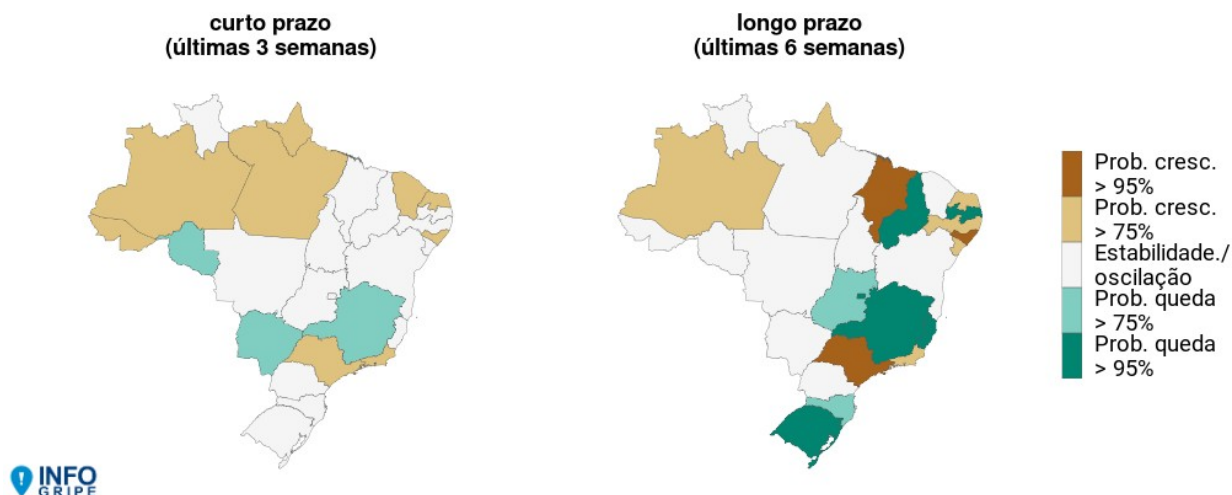 curto prazo
(últimas 3 semanas)
longo prazo
(últimas 6 semanas)
Prob. cresc.
> 95%
Prob. cresc.
> 75%
Estabilidade./
oscilação
Prob. queda
> 75%
Prob. queda
> 95%
INFO
GRIPE